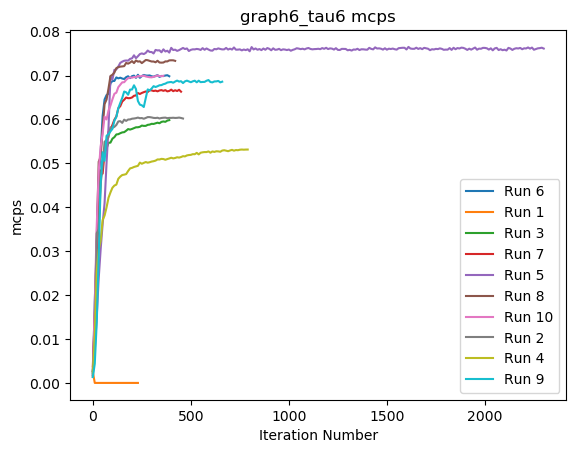 graph6_tau6 mcps
mcps
0.08
0.07
0.06
0.05
0.04
0.03
0.02
0.01
0.00
0
500
1000
1500
2000
Iteration Number
Run 6
Run 1
Run 3
Run 7
Run 5
Run 8
Run 10
Run 2
Run 4
Run 9